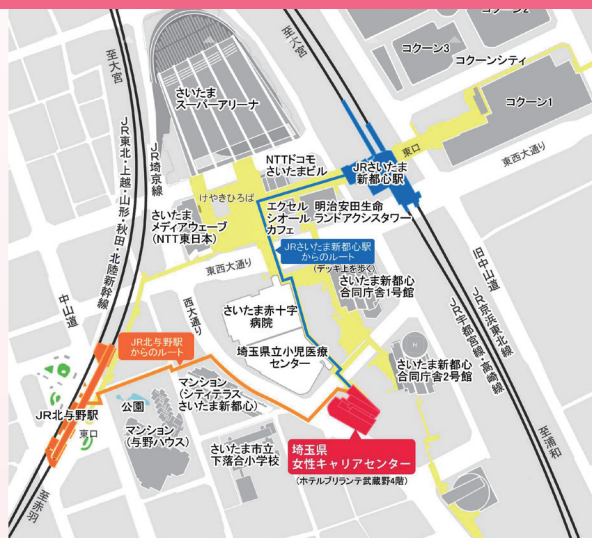 コクーン2
コクーン3
コクーンシティ
コクーン1
至大宮
至大宮
さいたま
スーパーアリーナ
JR東北・上越・山形・秋田・北陸新幹線
JR埼京線
東口
東西大通り
NTTドコモ
さいたまビル
JRさいたま
新都心駅
けやきひろば
エクセル
シオール
カフェ
明治安田生命
ランドアクシスタワー
さいたま
メディアウェーブ
(NTT東日本)
JRさいたま新都心駅
からのルート
(デッキ上を歩く)
東西大通り
さいたま新都心
合同庁舎1号館
旧中山道
中山道
西大通り
さいたま赤十字
病院
JR京浜東北線
JR宇都宮線・高崎線
JR北与野駅
からのルート
埼玉県立小児医療
センター
さいたま新都心
合同庁舎2号館
マンション
(シティテラス
さいたま新都心)
JR北与野駅
公園
東口
マンション
(与野ハウス)
さいたま市立
下落合小学校
埼玉県
女性キャリアセンター
(ホテルブリランテ武蔵野4階)
至浦和
至赤羽